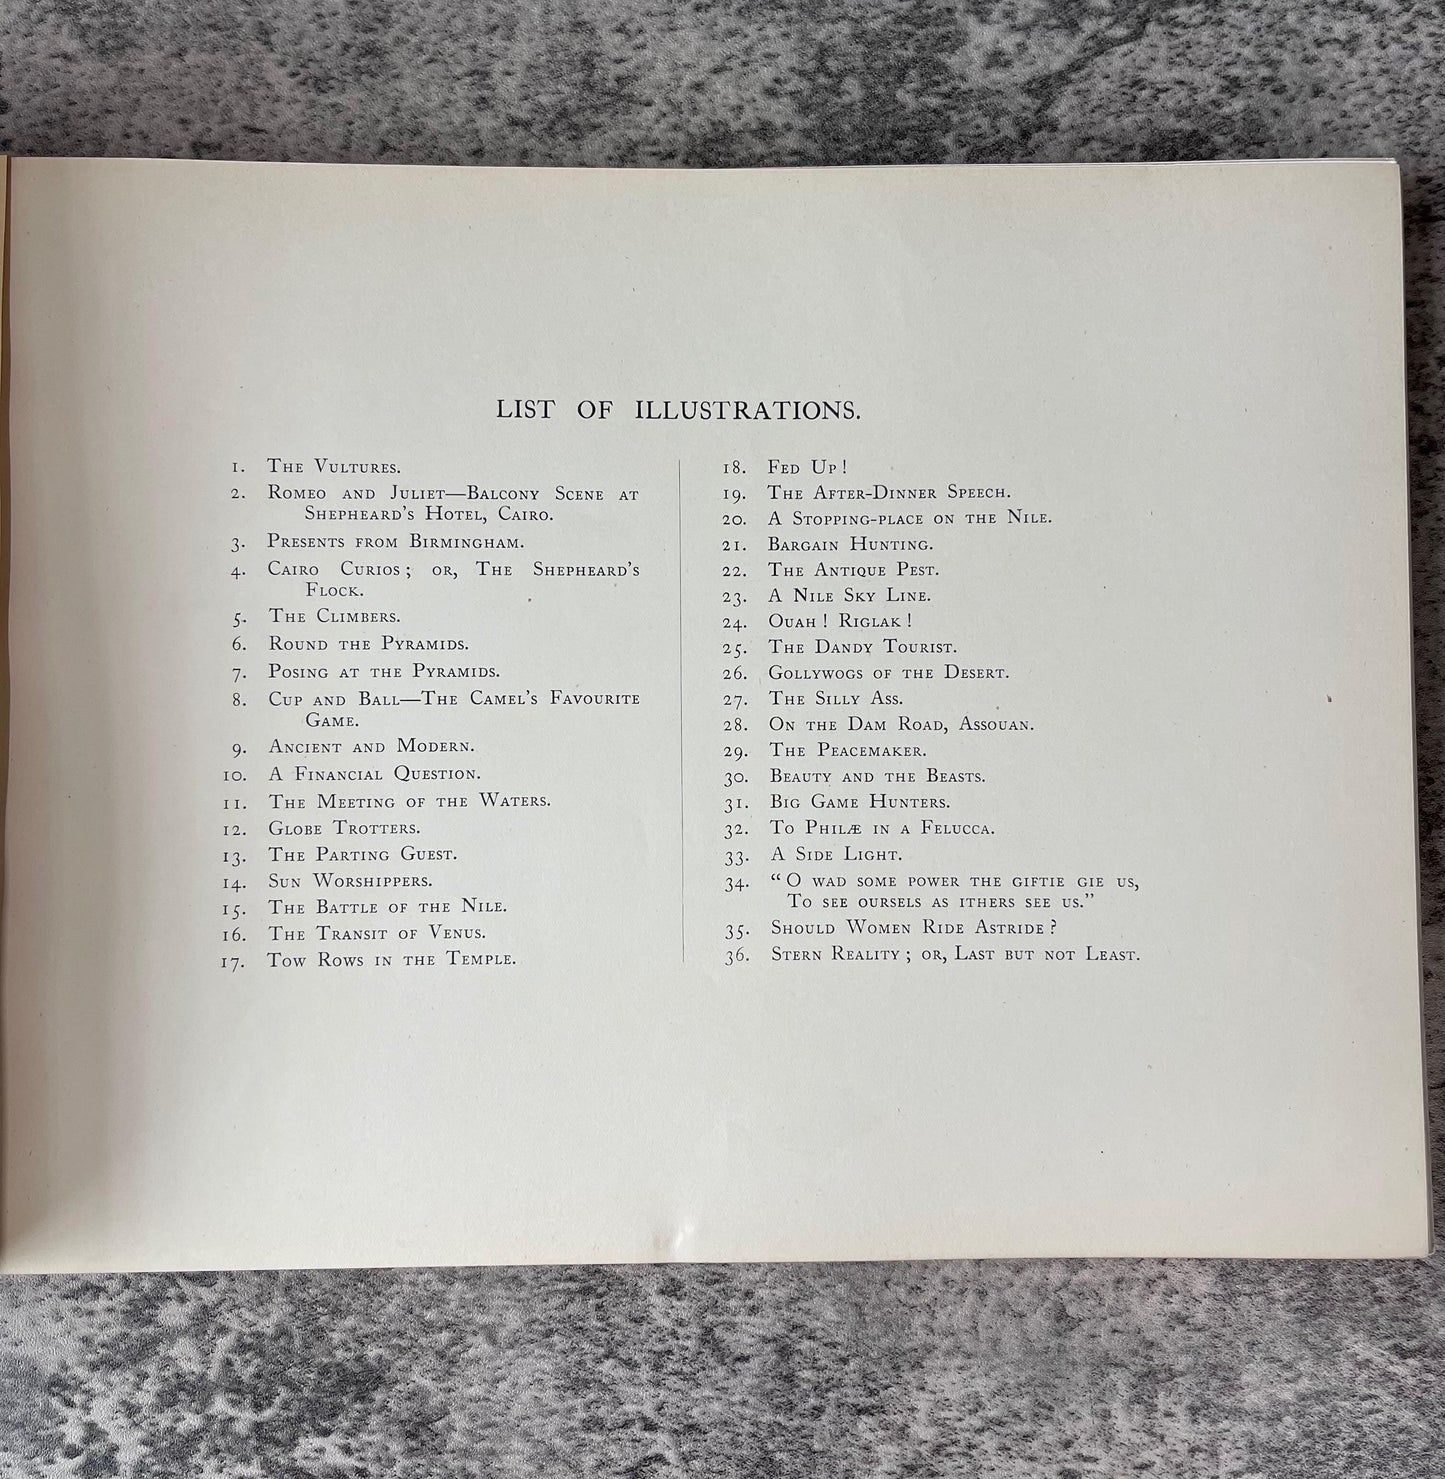 LIST OF ILLUSTRATIONS.
1. The Vultures.
2. Romeo and Juliet—Balcony Scene at
Shepheard's Hotel, Cairo.
3. Presents from Birmingham.
4. Cairo Curios; or, The Shepheard's
Flock.
5. The Climbers.
6. Round the Pyramids.
7. Posing at the Pyramids.
8. Cup and Ball—The Camel's Favourite
Game.
9. Ancient and Modern.
10. A Financial Question.
11. The Meeting of the Waters.
12. Globe Trotters.
13. The Parting Guest.
14. Sun Worshippers.
15. The Battle of the Nile.
16. The Transit of Venus.
17. Tow Rows in the Temple.
18. Fed Up!
19. The After-Dinner Speech.
20. A Stopping-place on the Nile.
21. Bargain Hunting.
22. The Antique Pest.
23. A Nile Sky Line.
24. Ouah! Riglak!
25. The Dandy Tourist.
26. Gollywogs of the Desert.
27. The Silly Ass.
28. On the Dam Road, Assouan.
29. The Peacemaker.
30. Beauty and the Beasts.
31. Big Game Hunters.
32. To Philæ in a Felucca.
33. A Side Light.
34. "O wad some power the giftie gie us,
To see oursels as ithers see us."
35. Should Women Ride Astride?
36. Stern Reality; or, Last but not Least.